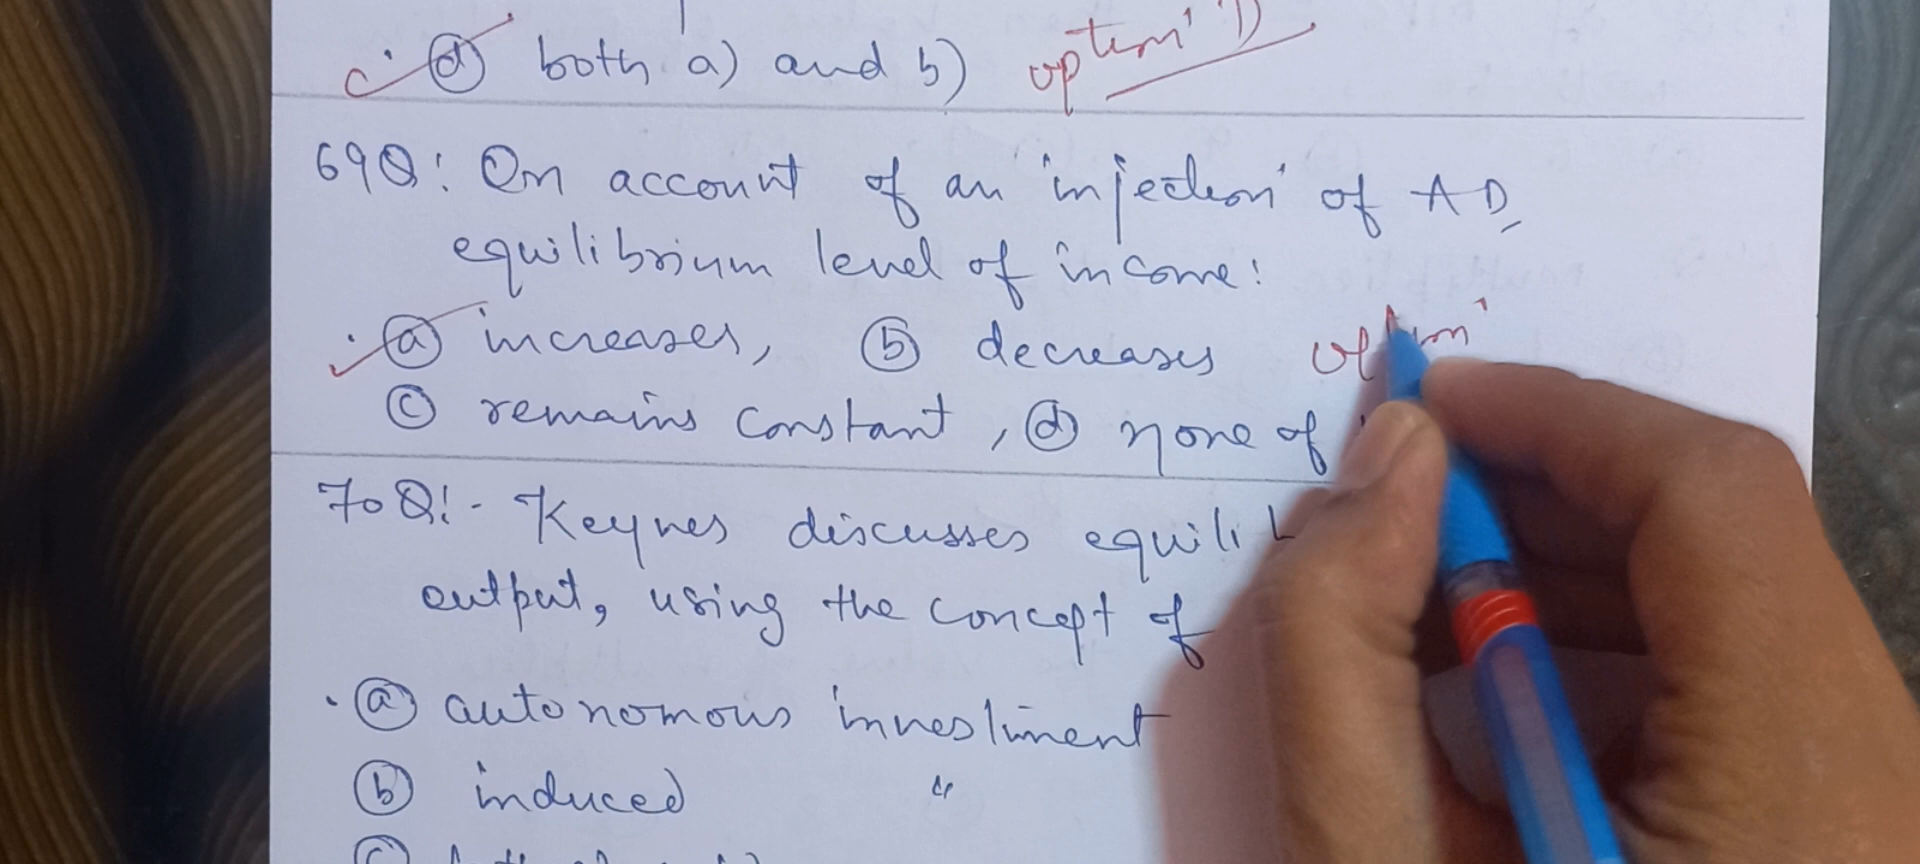 ⓓ both a) and b) option 'D
69Q: On account of an injection of AD,
equilibrium level of income:
ⓐ increases, ⓑ decreases
ⓒ remains constant, ⓓ none of
70Q:- Keynes discusses
output, using the concept of
ⓐ autonomous investment
ⓑ induced "